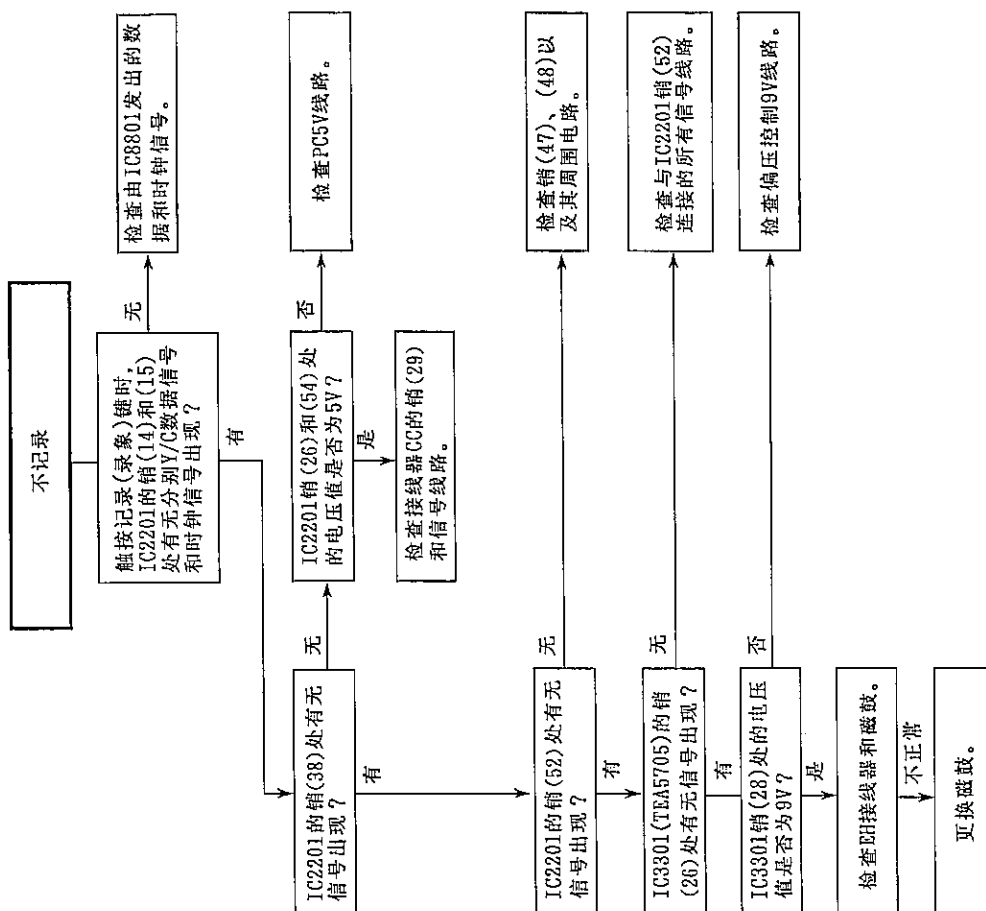 不记录
触按记录(录象)键时,
IC2201的销(14)和(15)
处有无分别Y/C数据信号
和时钟信号出现?
无
检查由IC8801发出的数
据和时钟信号。
有
IC2201的销(38)处有无
信号出现?
无
IC2201销(26)和(54)处
的电压值是否为5V?
否
检查PC5V线路。
是
检查接线器CC的销(29)
和信号线路。
有
IC2201的销(52)处有无
信号出现?
无
检查销(47)、(48)以
及其周围电路。
有
IC3301(TEA5705)的销
(26)处有无信号出现?
无
检查与IC2201销(52)
连接的所有信号线路。
有
IC3301销(28)处的电压
值是否为9V?
否
检查偏压控制9V线路。
是
检查EH接线器和磁鼓。
不正常
更换磁鼓。